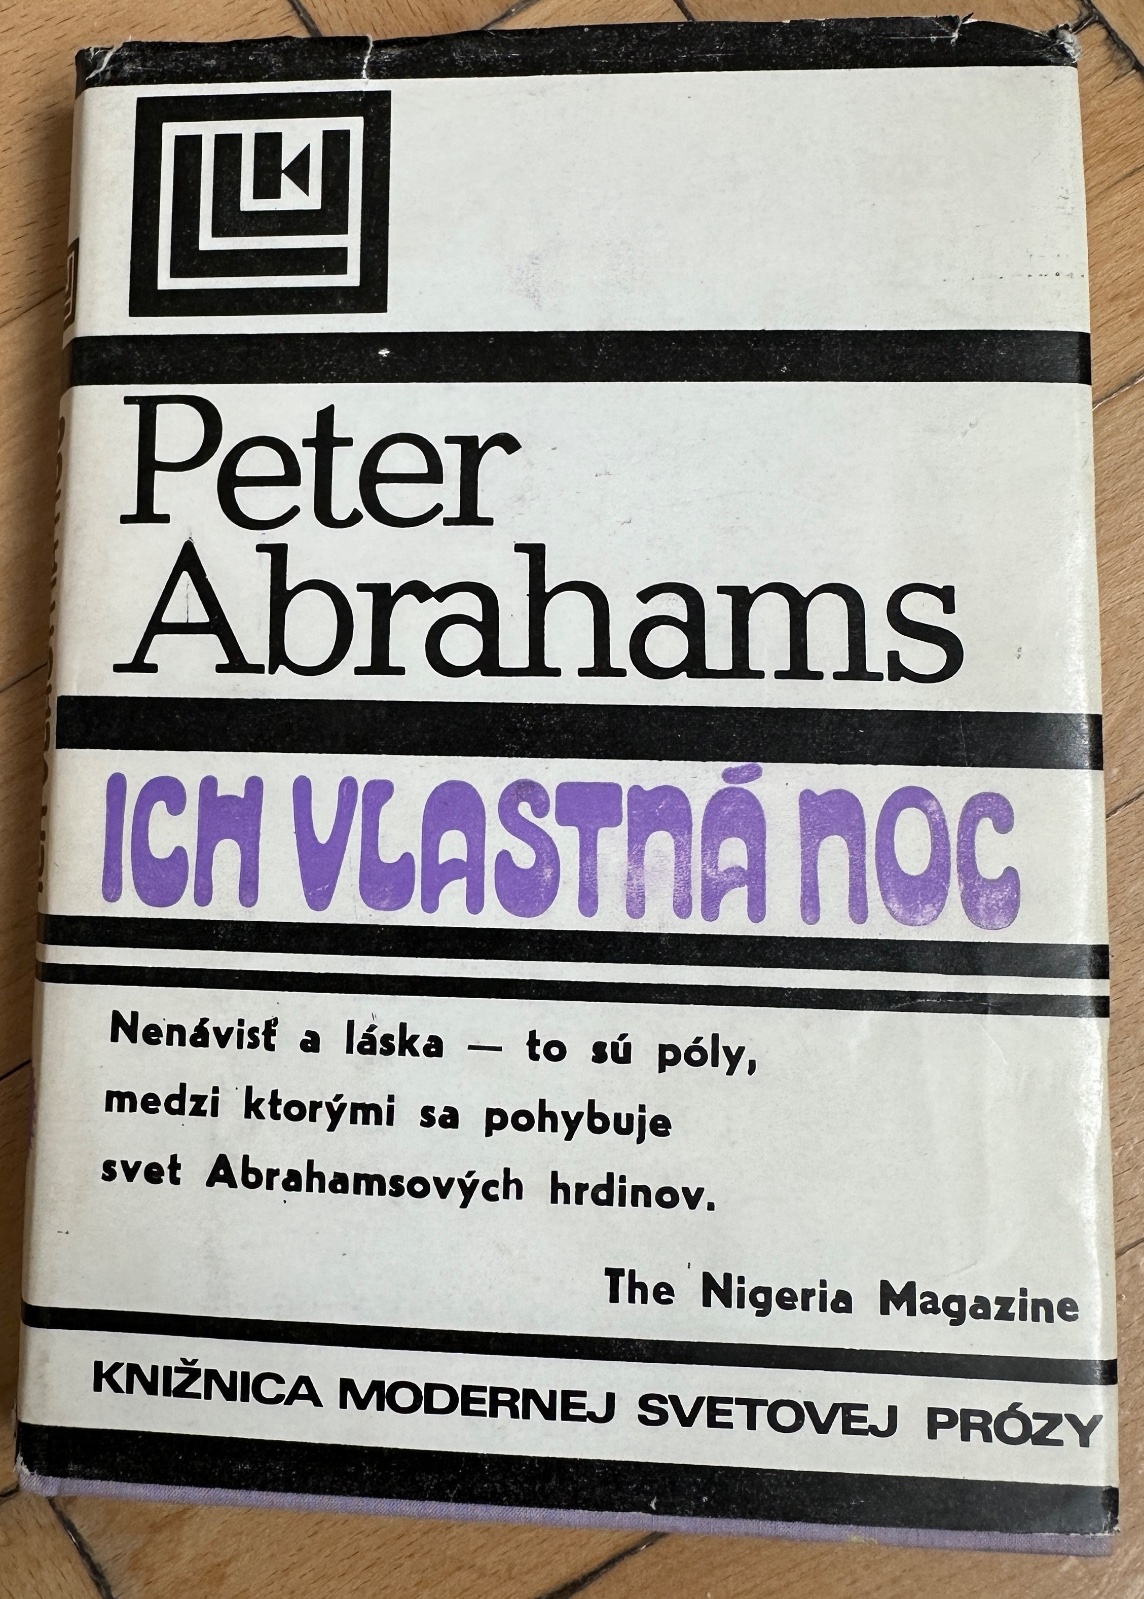 Peter
Abrahams
ICH VLASTNÁ NOC
Nenávisť a láska — to sú póly,
medzi ktorými sa pohybuje
svet Abrahamsových hrdinov.
The Nigeria Magazine
KNIŽNICA MODERNEJ SVETOVEJ PRÓZY